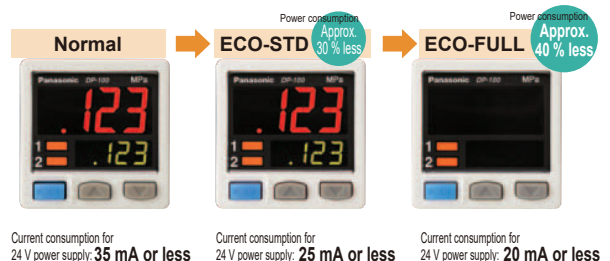 Normal
Power consumption
ECO-STD
Approx.
30 % less
Power consumption
ECO-FULL
Approx.
40 % less
Panasonic DP-100 MPa
.123
1
2 .123
Panasonic DP-100 MPa
.123
1
2 .123
Panasonic DP-100 MPa
1
2
Current consumption for
24 V power supply: 35 mA or less
Current consumption for
24 V power supply: 25 mA or less
Current consumption for
24 V power supply: 20 mA or less